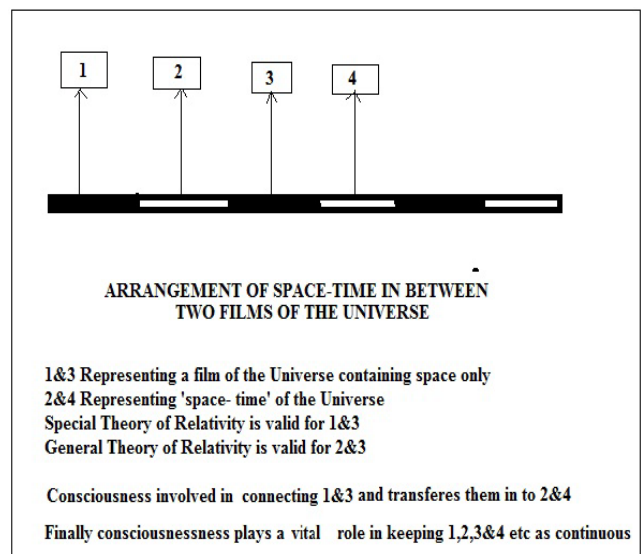 1 2 3 4
ARRANGEMENT OF SPACE-TIME IN BETWEEN
TWO FILMS OF THE UNIVERSE
1&3 Representing a film of the Universe containing space only
2&4 Representing 'space- time' of the Universe
Special Theory of Relativity is valid for 1&3
General Theory of Relativity is valid for 2&3
Consciousness involved in connecting 1&3 and transferes them in to 2&4
Finally consciousnessness plays a vital role in keeping 1,2,3&4 etc as continuous